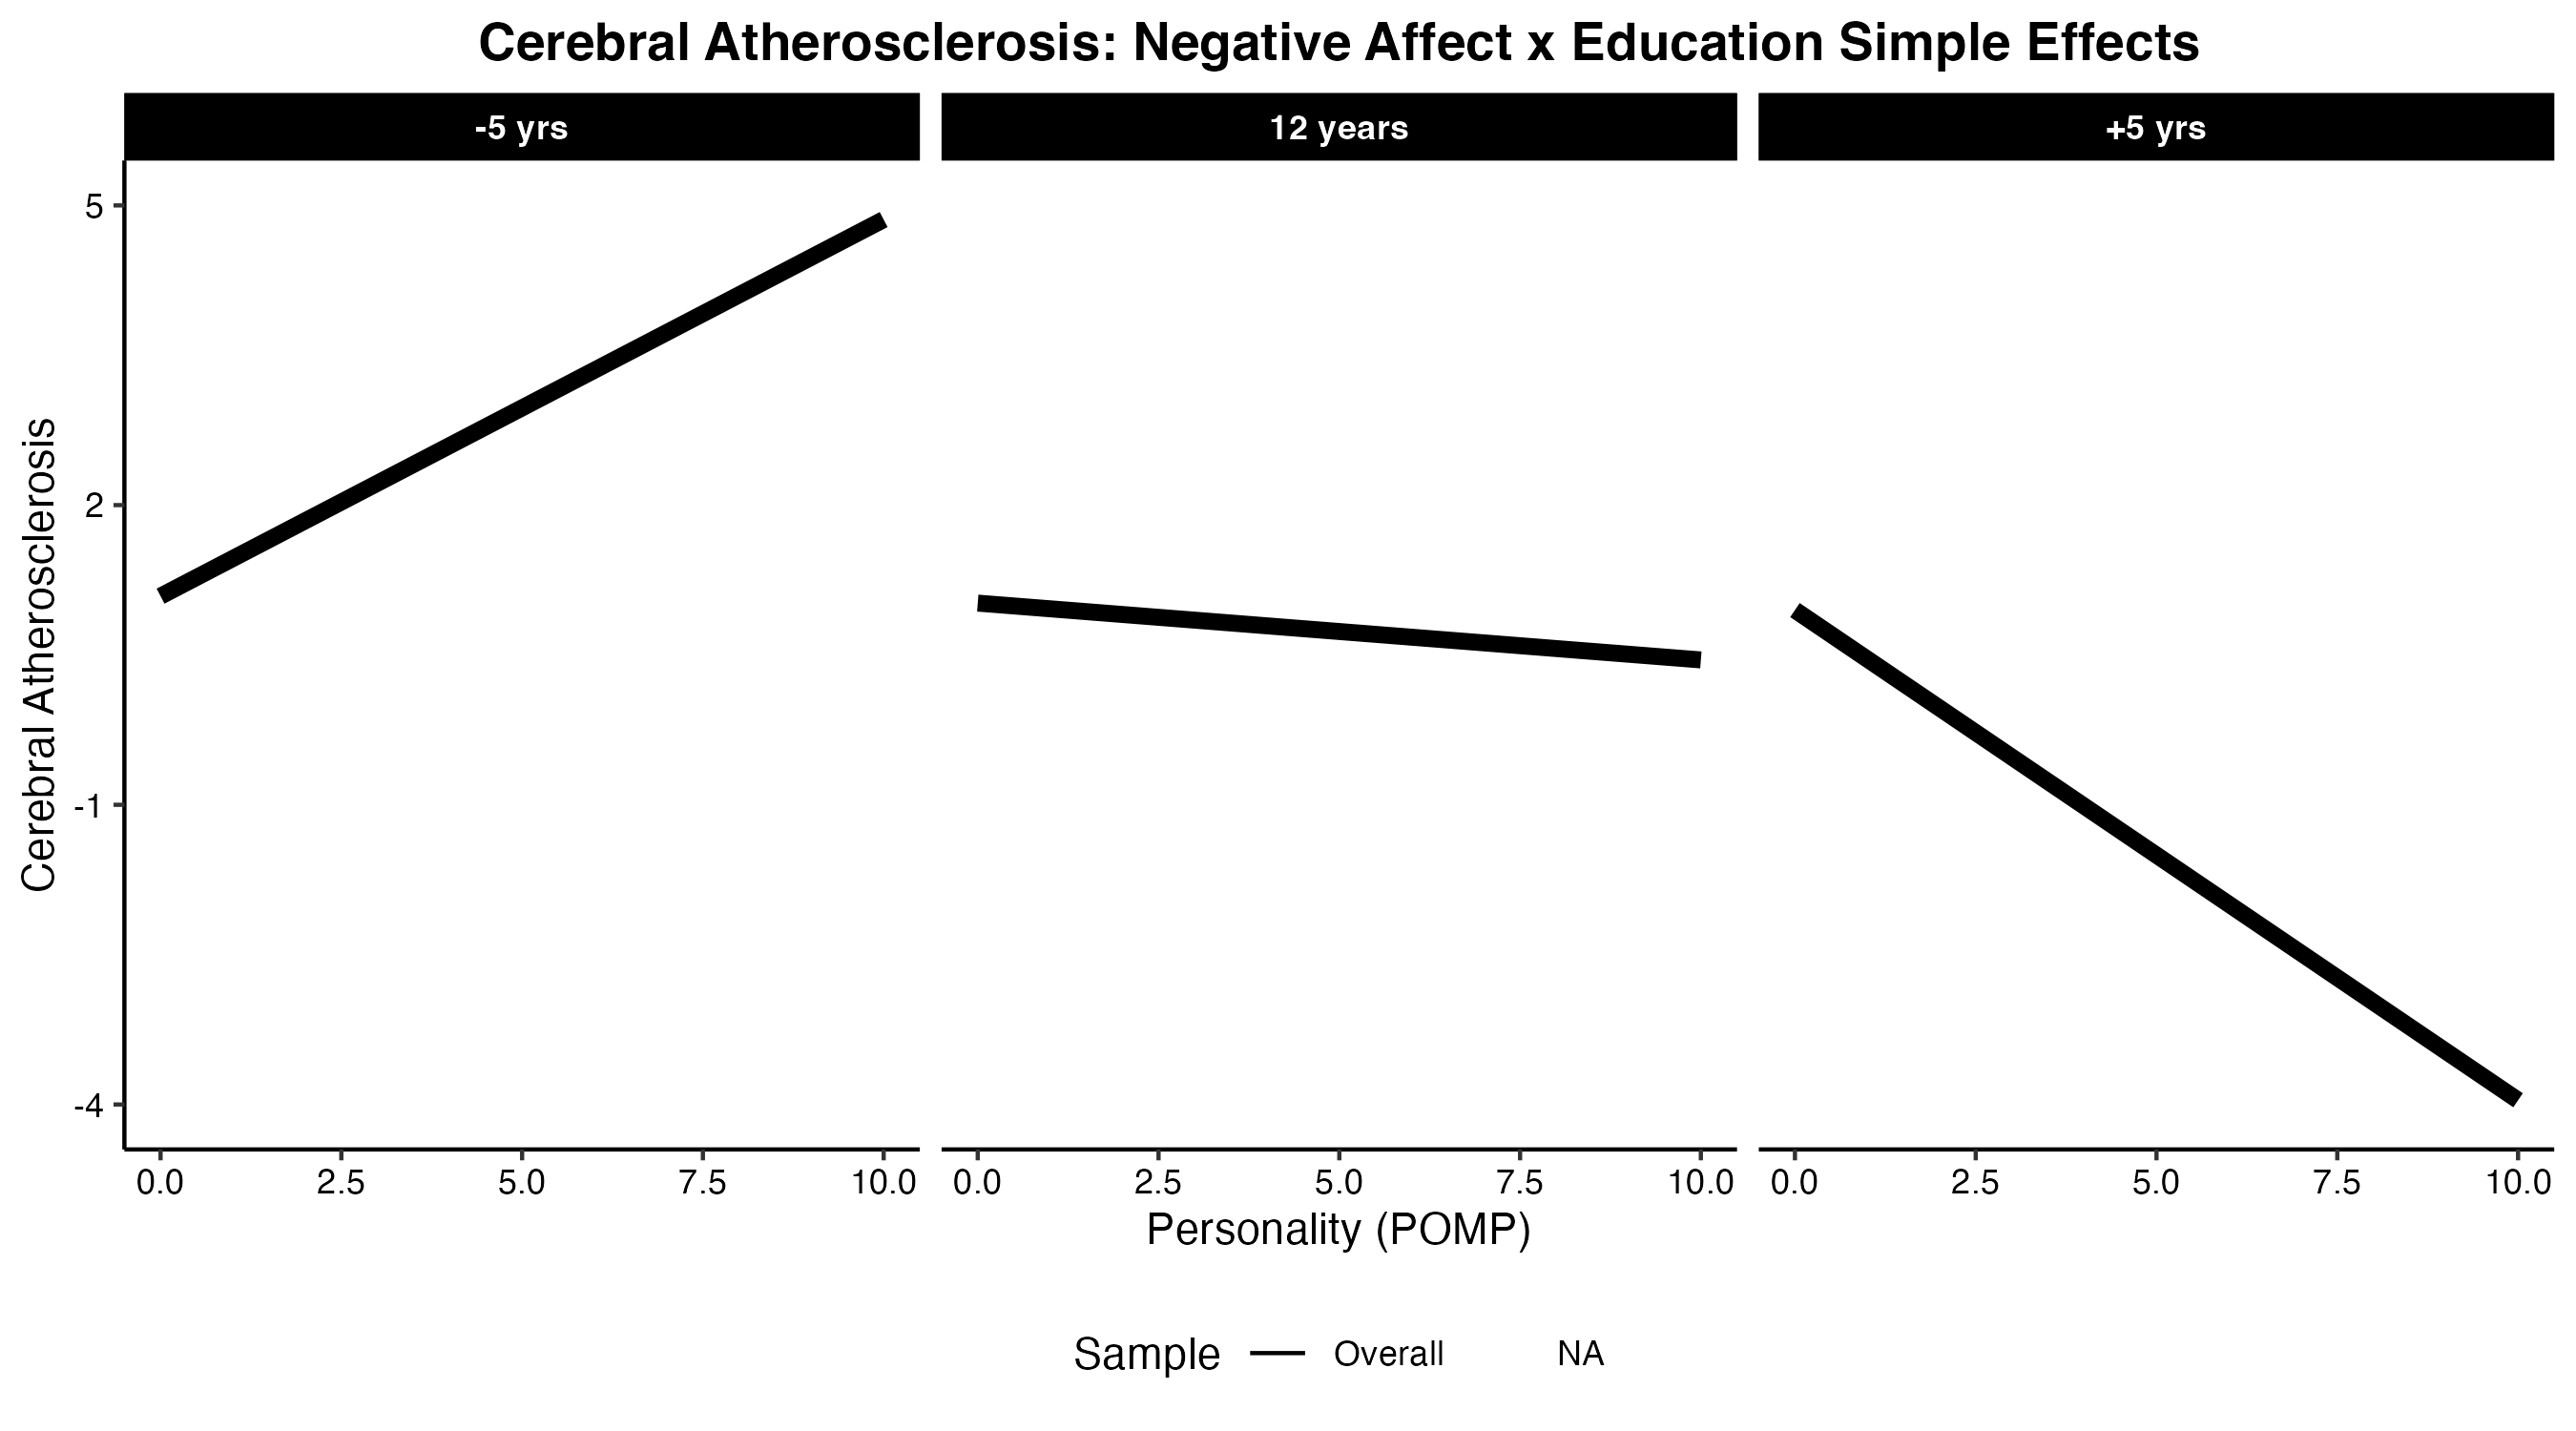 Cerebral Atherosclerosis: Negative Affect x Education Simple Effects
-5 yrs
12 years
+5 yrs
Cerebral Atherosclerosis
5
2
-1
-4
0.0 2.5 5.0 7.5 10.0
0.0 2.5 5.0 7.5 10.0
0.0 2.5 5.0 7.5 10.0
Personality (POMP)
Sample Overall NA